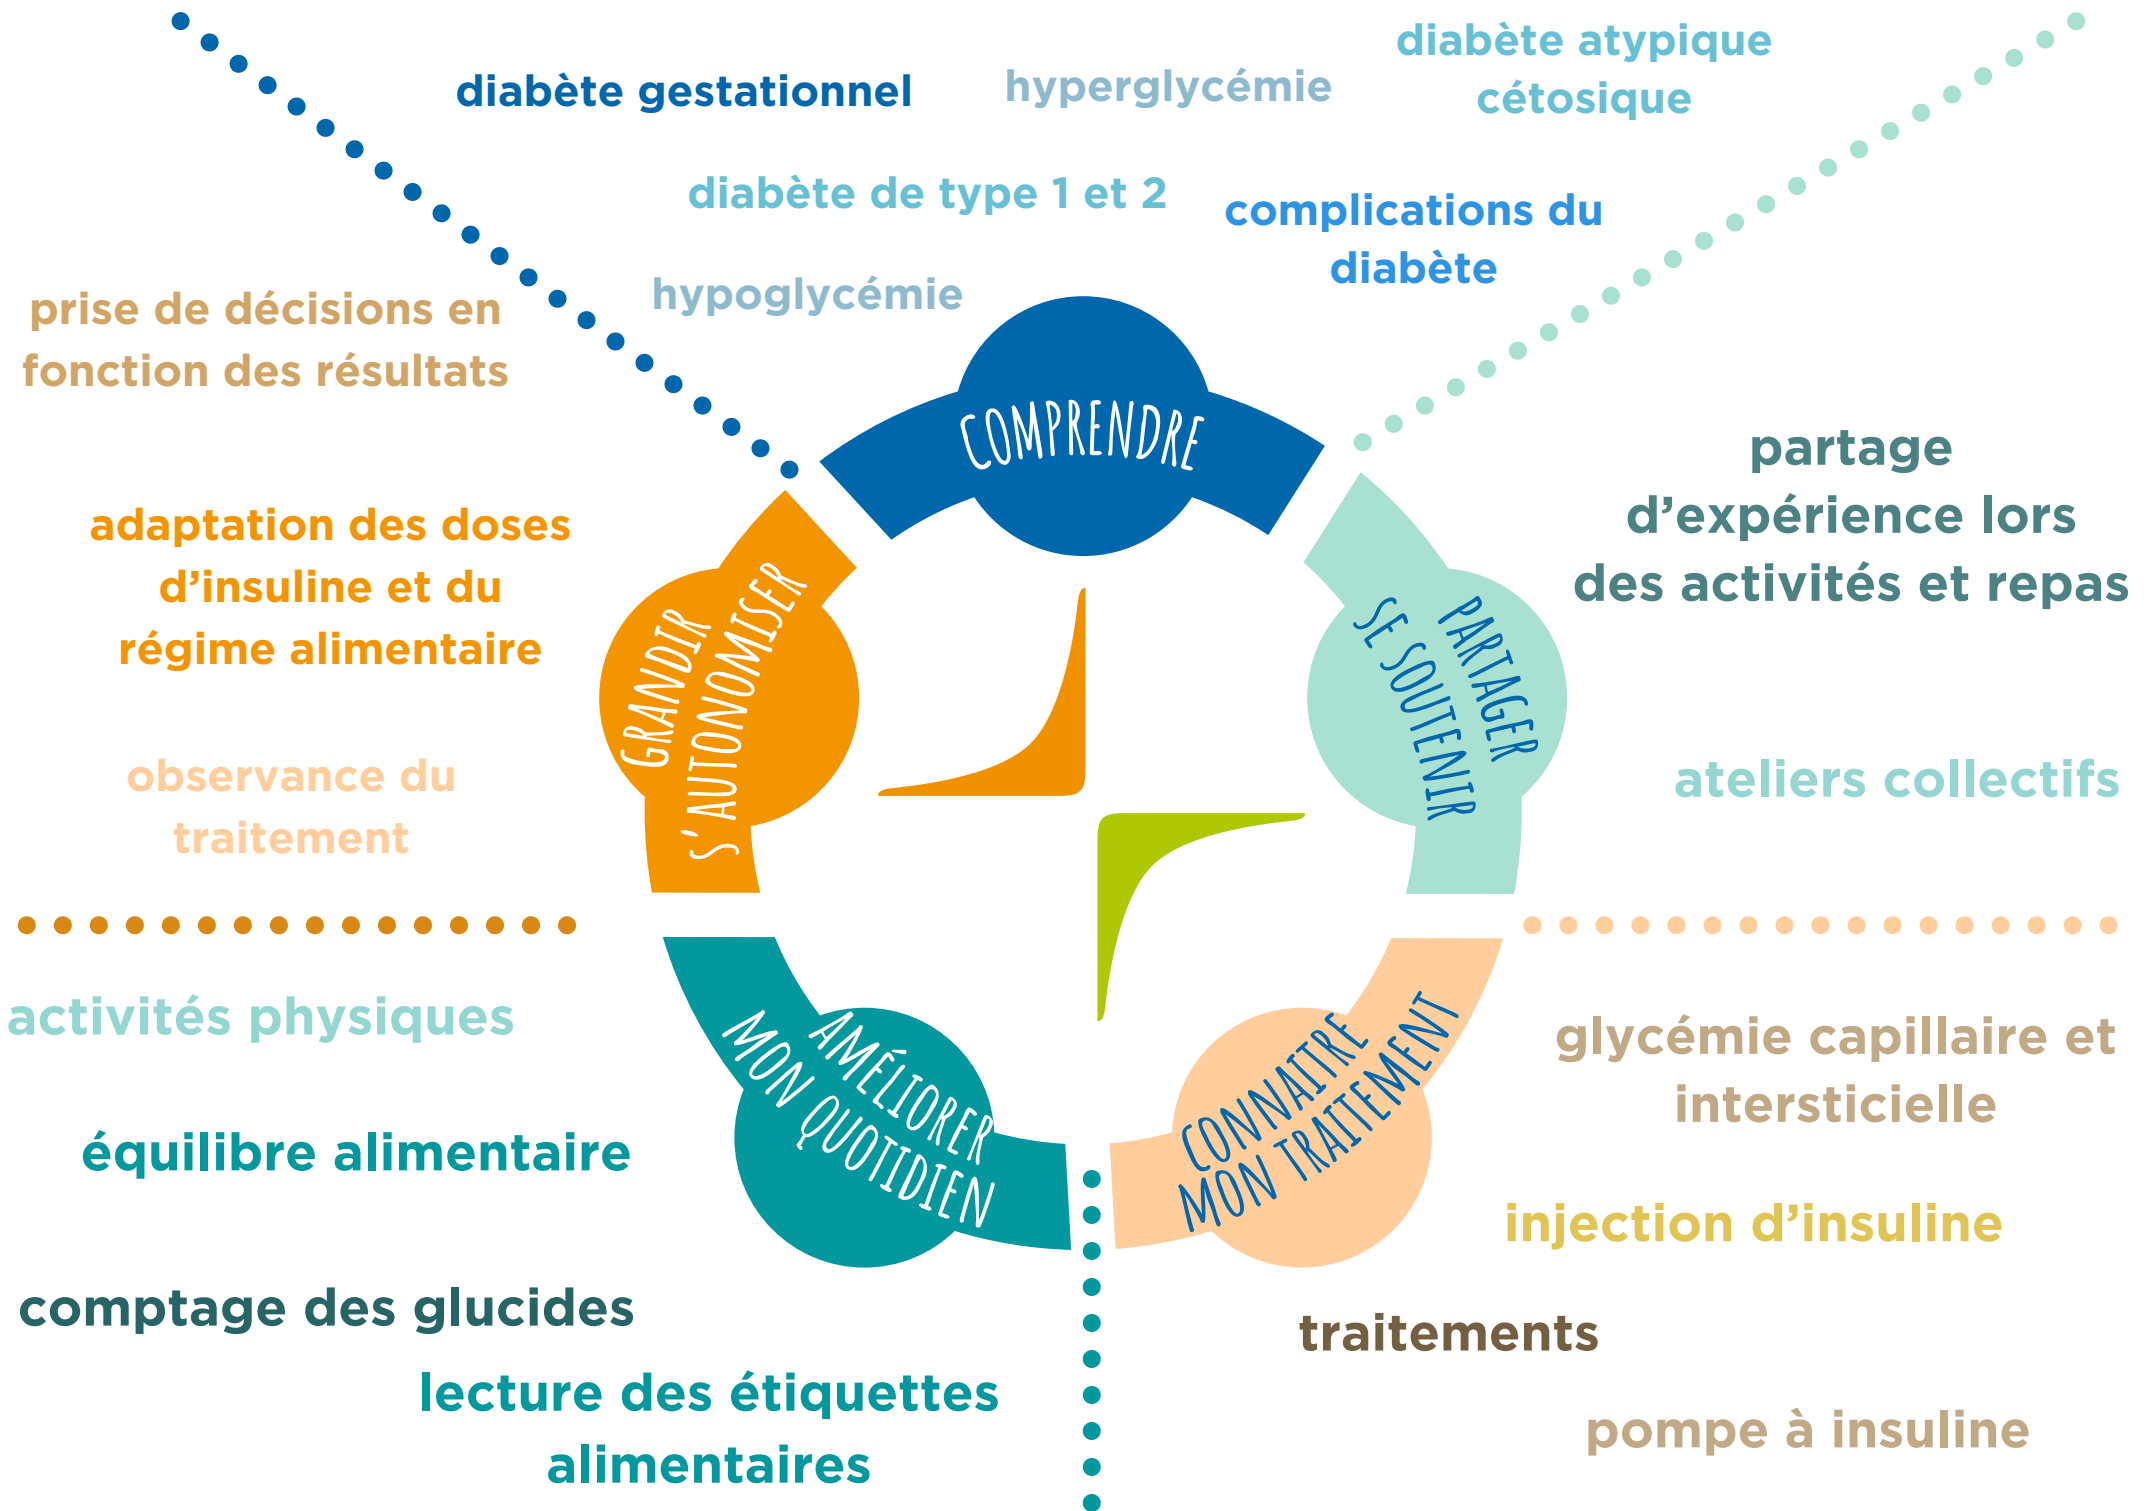 diabète gestationnel
hyperglycémie
diabète atypique
cétosique
diabète de type 1 et 2
complications du
diabète
hypoglycémie
COMPRENDRE
partage
d’expérience lors
des activités et repas
ateliers collectifs
PARTAGER
SE SOUTENIR
glycémie capillaire et
intersticielle
injection d’insuline
traitements
pompe à insuline
CONNAITRE
MON TRAITEMENT
activités physiques
équilibre alimentaire
comptage des glucides
lecture des étiquettes
alimentaires
AMÉLIORER
MON QUOTIDIEN
prise de décisions en
fonction des résultats
adaptation des doses
d’insuline et du
régime alimentaire
observance du
traitement
GRANDIR
S'AUTONOMISER